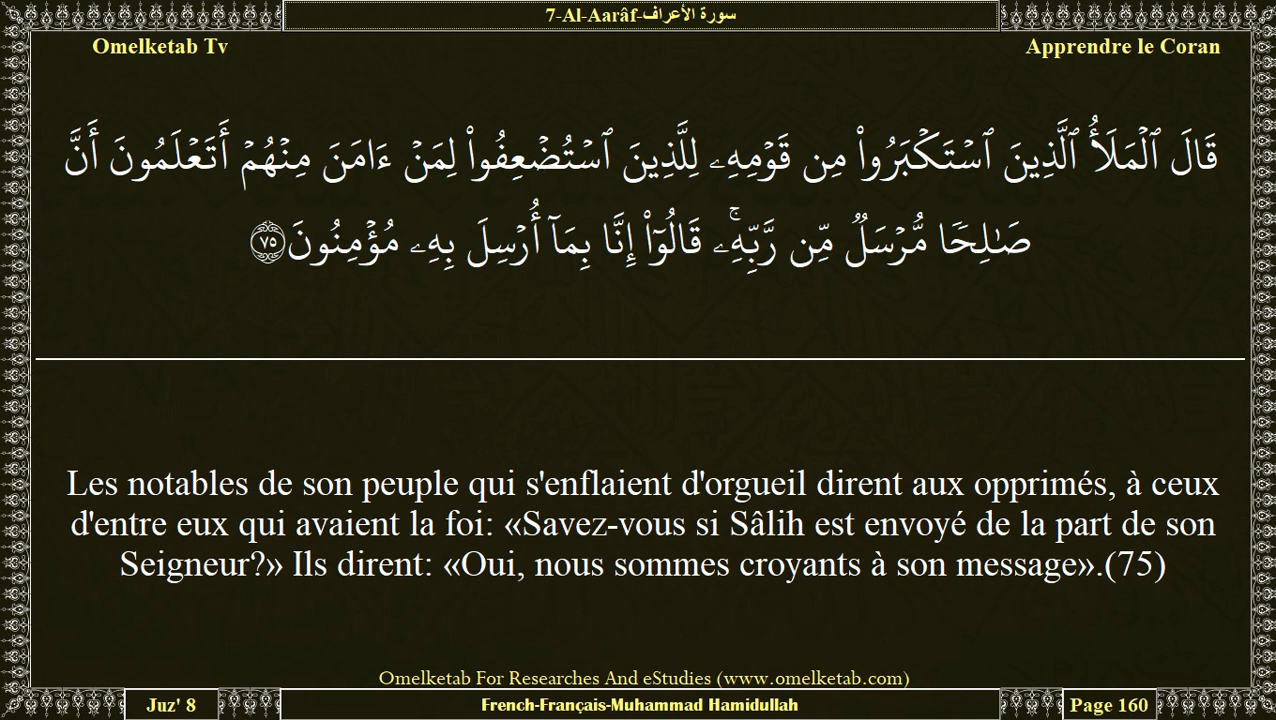 7-Al-Aarâf-سورة الأعراف
Omelketab Tv
Apprendre le Coran
قَالَ ٱلۡمَلَأُ ٱلَّذِينَ ٱسۡتَكۡبَرُواْ مِن قَوۡمِهِۦ لِلَّذِينَ ٱسۡتُضۡعِفُواْ لِمَنۡ ءَامَنَ مِنۡهُمۡ أَتَعۡلَمُونَ أَنَّ
صَٰلِحٗا مُّرۡسَلٞ مِّن رَّبِّهِۦۚ قَالُوٓاْ إِنَّا بِمَآ أُرۡسِلَ بِهِۦ مُؤۡمِنُونَ ٧٥
Les notables de son peuple qui s'enflaient d'orgueil dirent aux opprimés, à ceux
d'entre eux qui avaient la foi: «Savez-vous si Sâlih est envoyé de la part de son
Seigneur?» Ils dirent: «Oui, nous sommes croyants à son message».(75)
Omelketab For Researches And eStudies (www.omelketab.com)
Juz' 8
French-Français-Muhammad Hamidullah
Page 160